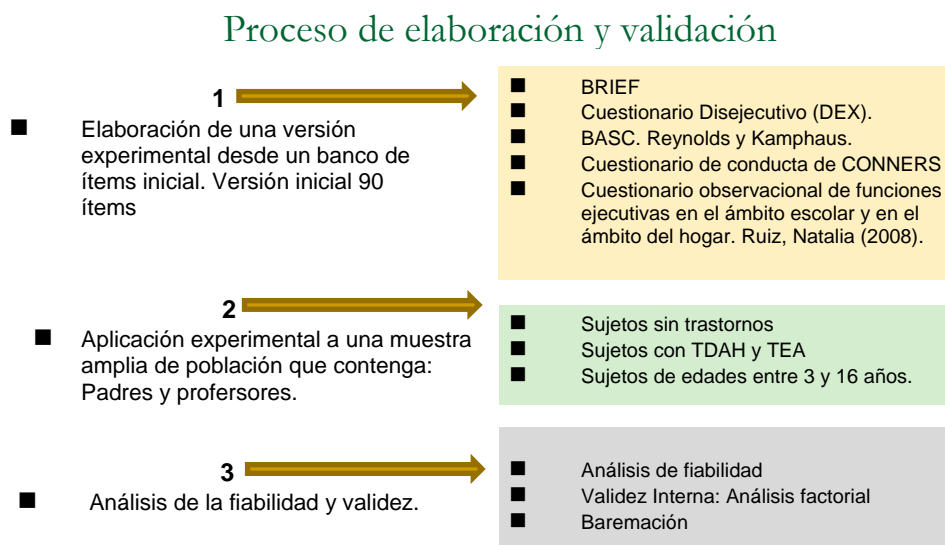 Proceso de elaboración y validación
1
■ Elaboración de una versión
experimental desde un banco de
ítems inicial. Versión inicial 90
ítems
■ BRIEF
■ Cuestionario Disejecutivo (DEX).
■ BASC. Reynolds y Kamphaus.
■ Cuestionario de conducta de CONNERS
■ Cuestionario observacional de funciones
ejecutivas en el ámbito escolar y en el
ámbito del hogar. Ruiz, Natalia (2008).
2
■ Aplicación experimental a una muestra
amplia de población que contenga:
Padres y profersores.
■ Sujetos sin trastornos
■ Sujetos con TDAH y TEA
■ Sujetos de edades entre 3 y 16 años.
3
■ Análisis de la fiabilidad y validez.
■ Análisis de fiabilidad
■ Validez Interna: Análisis factorial
■ Baremación